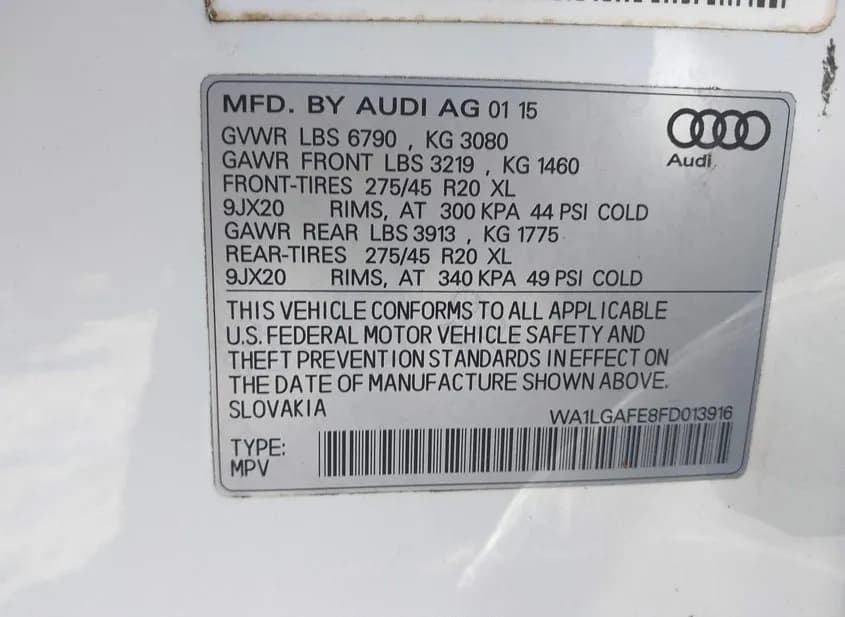 MFD. BY AUDI AG 01 15
GVWR LBS 6790 , KG 3080
GAWR FRONT LBS 3219 , KG 1460
FRONT-TIRES 275/45 R20 XL
9JX20 RIMS, AT 300 KPA 44 PSI COLD
GAWR REAR LBS 3913 , KG 1775
REAR-TIRES 275/45 R20 XL
9JX20 RIMS, AT 340 KPA 49 PSI COLD
Audi
THIS VEHICLE CONFORMS TO ALL APPLICABLE
U.S. FEDERAL MOTOR VEHICLE SAFETY AND
THEFT PREVENTION STANDARDS IN EFFECT ON
THE DATE OF MANUFACTURE SHOWN ABOVE.
SLOVAKIA
WA1LGAFE8FD013916
TYPE:
MPV